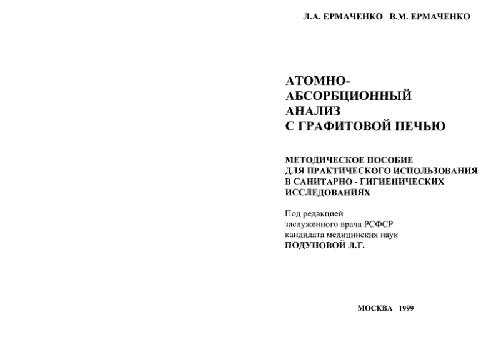 Л.А. ЕРМАЧЕНКО В.М. ЕРМАЧЕНКО
АТОМНО-
АБСОРБЦИОННЫЙ
АНАЛИЗ
С ГРАФИТОВОЙ ПЕЧЬЮ
МЕТОДИЧЕСКОЕ ПОСОБИЕ
ДЛЯ ПРАКТИЧЕСКОГО ИСПОЛЬЗОВАНИЯ
В САНИТАРНО - ГИГИЕНИЧЕСКИХ
ИССЛЕДОВАНИЯХ
Под редакцией
заслуженного врача РСФСР
кандидата медицинских наук
ПОДУНОВОЙ Л.Г.
МОСКВА 1999